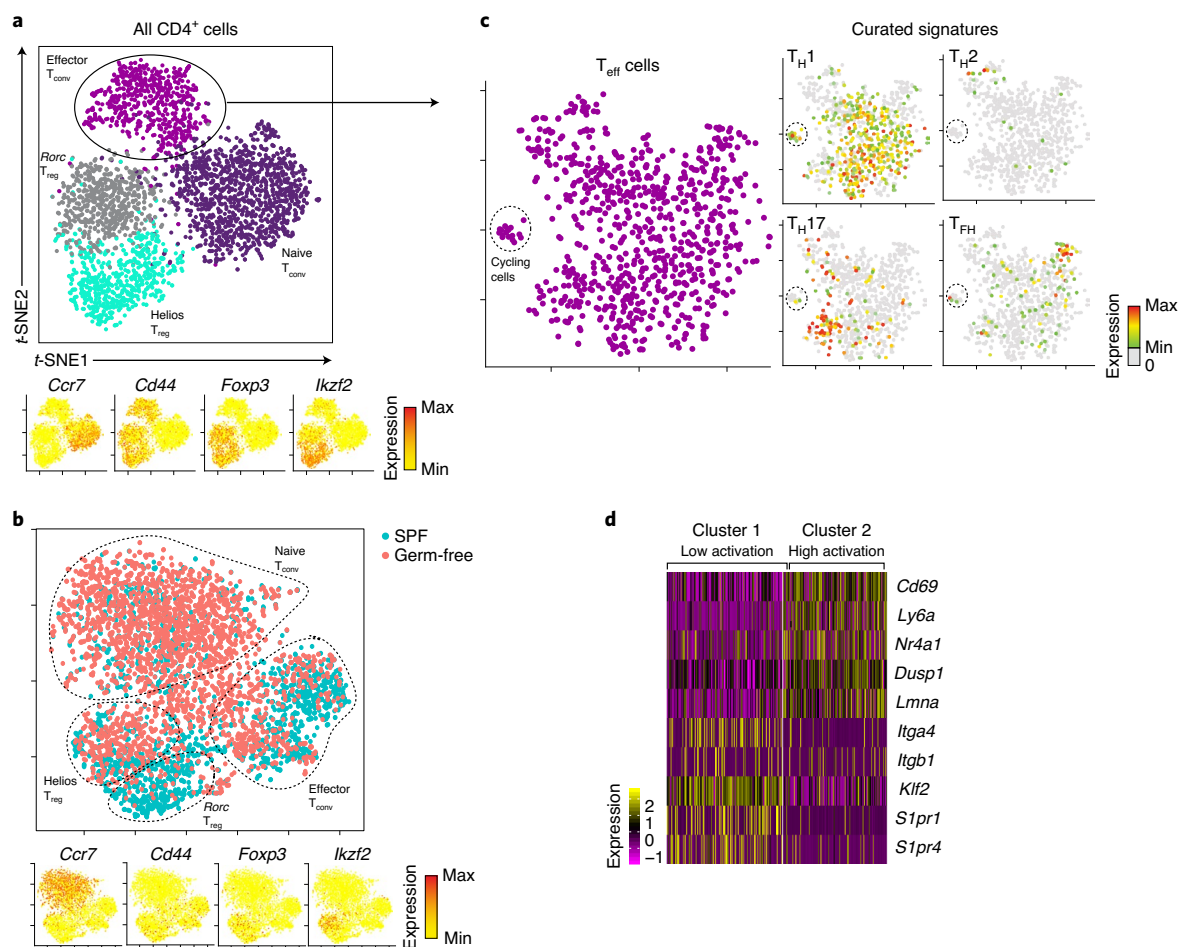 a
All CD4+ cells
Effector
Tconv
Rorc
Treg
Naive
Tconv
Helios
Treg
t-SNE2
t-SNE1
Ccr7 Cd44 Foxp3 Ikzf2
Expression
Max
Min
b
SPF
Germ-free
Naive
Tconv
Helios
Treg
Rorc
Treg
Effector
Tconv
Ccr7 Cd44 Foxp3 Ikzf2
Expression
Max
Min
c
Curated signatures
Teff cells
Cycling
cells
TH1
TH2
TH17
TFH
Expression
Max
Min
0
d
Cluster 1 Cluster 2
Low activation High activation
Cd69
Ly6a
Nr4a1
Dusp1
Lmna
Itga4
Itgb1
Klf2
S1pr1
S1pr4
Expression
2
1
0
−1